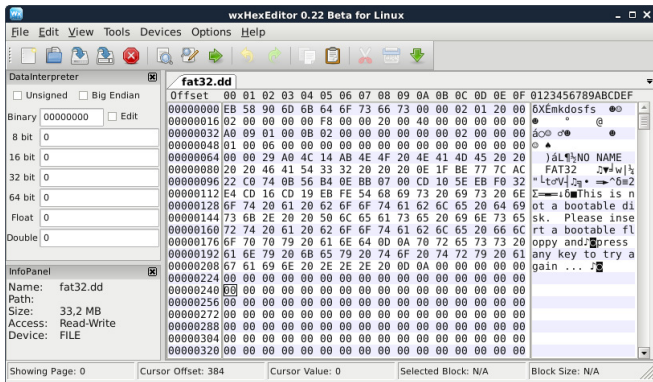 wxHexEditor 0.22 Beta for Linux
File Edit View Tools Devices Options Help
DataInterpreter
Unsigned Big Endian
Binary 00000000 Edit
8 bit 0
16 bit 0
32 bit 0
64 bit 0
Float 0
Double 0
InfoPanel
Name: fat32.dd
Path:
Size: 33,2 MB
Access: Read-Write
Device: FILE
fat32.dd
Offset 00 01 02 03 04 05 06 07 08 09 0A 0B 0C 0D 0E 0F 0123456789ABCDEF
00000000 EB 58 90 6D 6B 64 6F 73 66 73 00 00 02 01 20 00 δXÉmkdosfs ☻☺
00000016 02 00 00 00 00 F8 00 00 20 00 40 00 00 00 00 00 ☻ ° @
00000032 A0 09 01 00 0B 02 00 00 00 00 00 00 02 00 00 00 á○☺ ♂☻ ☻
00000048 01 00 06 00 00 00 00 00 00 00 00 00 00 00 00 00 ☺ ♠
00000064 00 00 29 A0 4C 14 AB 4E 4F 20 4E 41 4D 45 20 20 )áL¶½NO NAME
00000080 20 20 46 41 54 33 32 20 20 20 0E 1F BE 77 7C AC FAT32 ♫▼╛w|¼
00000096 22 C0 74 0B 56 B4 0E BB 07 00 CD 10 5E EB F0 32 "└t♂V┤♫╗• ═►^δ≡2
00000112 E4 CD 16 CD 19 EB FE 54 68 69 73 20 69 73 20 6E Σ═▬═↓δ■This is n
00000128 6F 74 20 61 20 62 6F 6F 74 61 62 6C 65 20 64 69 ot a bootable di
00000144 73 6B 2E 20 20 50 6C 65 61 73 65 20 69 6E 73 65 sk.  Please inse
00000160 72 74 20 61 20 62 6F 6F 74 61 62 6C 65 20 66 6C rt a bootable fl
00000176 6F 70 70 79 20 61 6E 64 0D 0A 70 72 65 73 73 20 oppy and♪◙press
00000192 61 6E 79 20 6B 65 79 20 74 6F 20 74 72 79 20 61 any key to try a
00000208 67 61 69 6E 20 2E 2E 2E 20 0D 0A 00 00 00 00 00 gain ... ♪◙
00000224 00 00 00 00 00 00 00 00 00 00 00 00 00 00 00 00
00000240 00 00 00 00 00 00 00 00 00 00 00 00 00 00 00 00
00000256 00 00 00 00 00 00 00 00 00 00 00 00 00 00 00 00
00000272 00 00 00 00 00 00 00 00 00 00 00 00 00 00 00 00
00000288 00 00 00 00 00 00 00 00 00 00 00 00 00 00 00 00
00000304 00 00 00 00 00 00 00 00 00 00 00 00 00 00 00 00
00000320 00 00 00 00 00 00 00 00 00 00 00 00 00 00 00 00
Showing Page: 0 Cursor Offset: 384 Cursor Value: 0 Selected Block: N/A Block Size: N/A